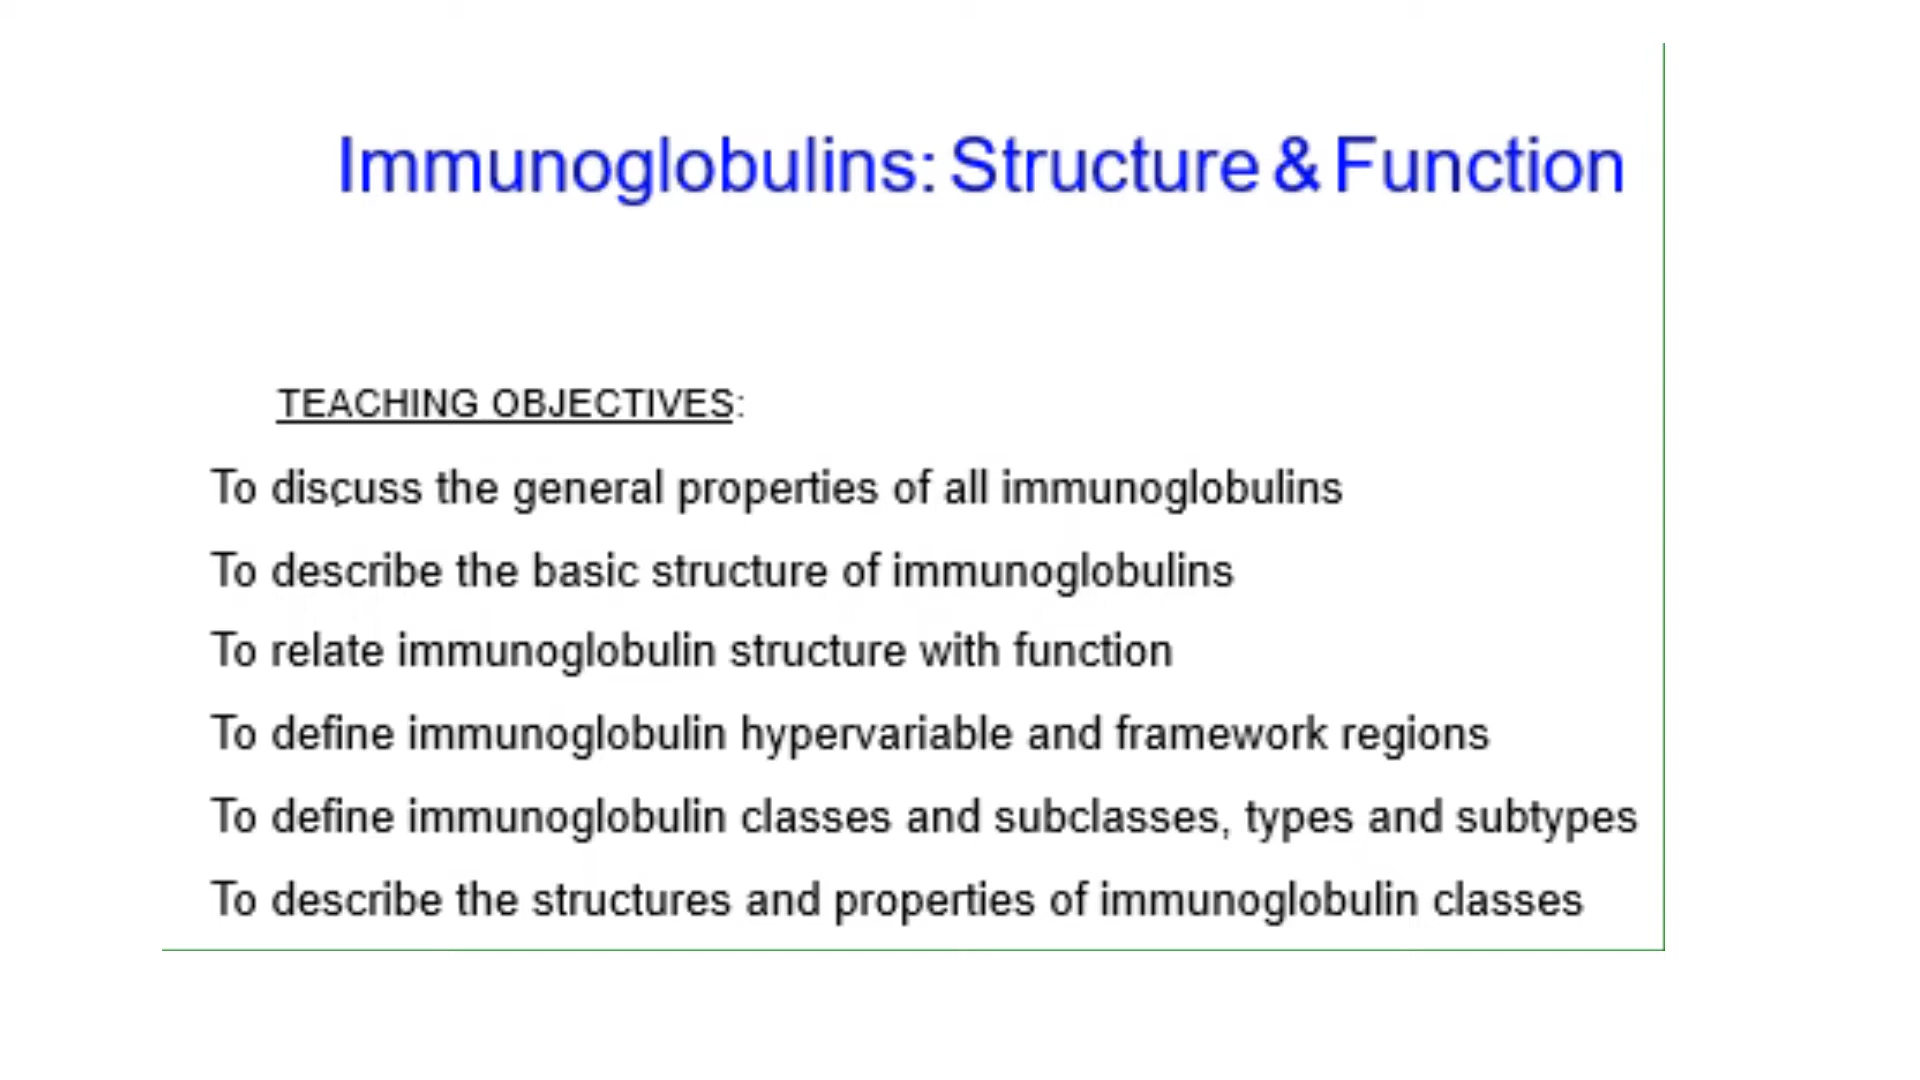 Immunoglobulins: Structure & Function
TEACHING OBJECTIVES:
To discuss the general properties of all immunoglobulins
To describe the basic structure of immunoglobulins
To relate immunoglobulin structure with function
To define immunoglobulin hypervariable and framework regions
To define immunoglobulin classes and subclasses, types and subtypes
To describe the structures and properties of immunoglobulin classes